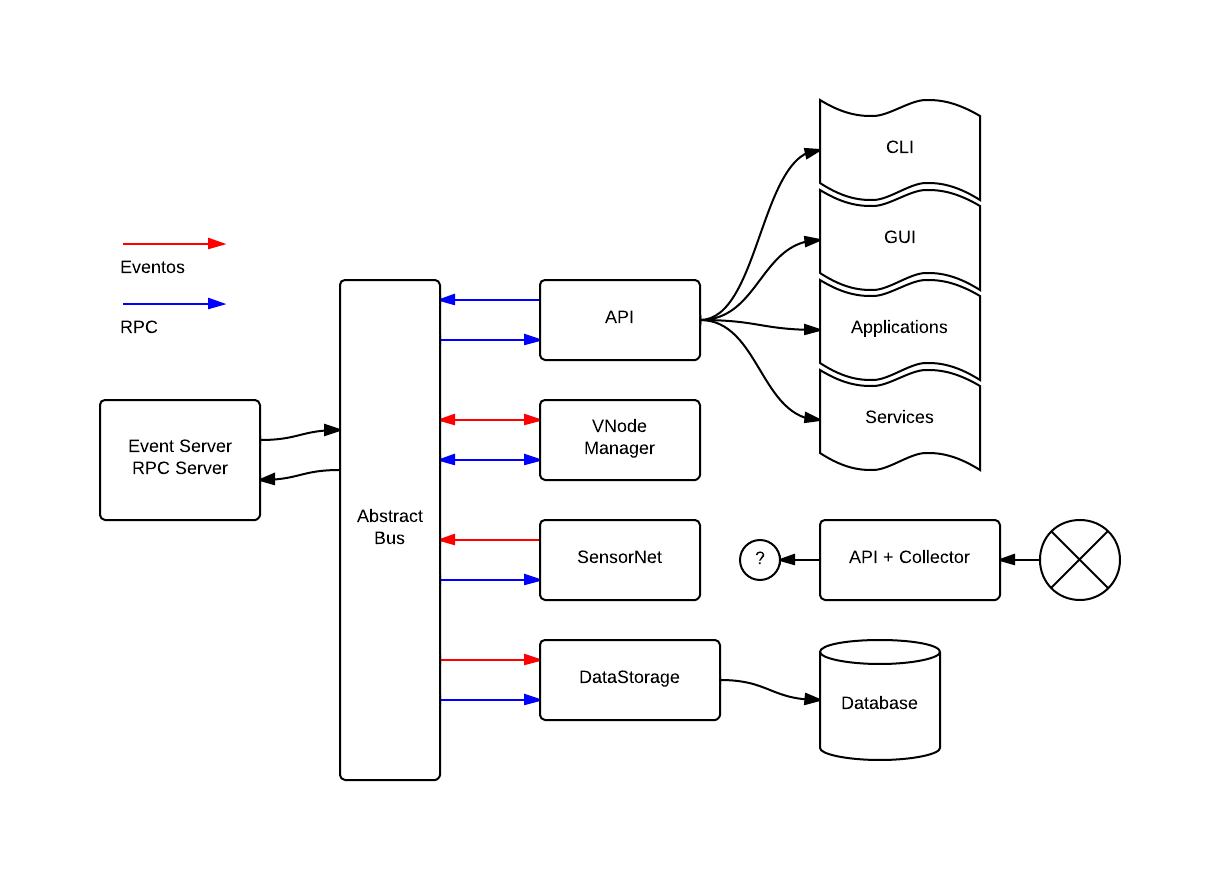 CLI
GUI
Applications
Services
Eventos
RPC
API
VNode
Manager
Event Server
RPC Server
Abstract
Bus
SensorNet
?
API + Collector
DataStorage
Database